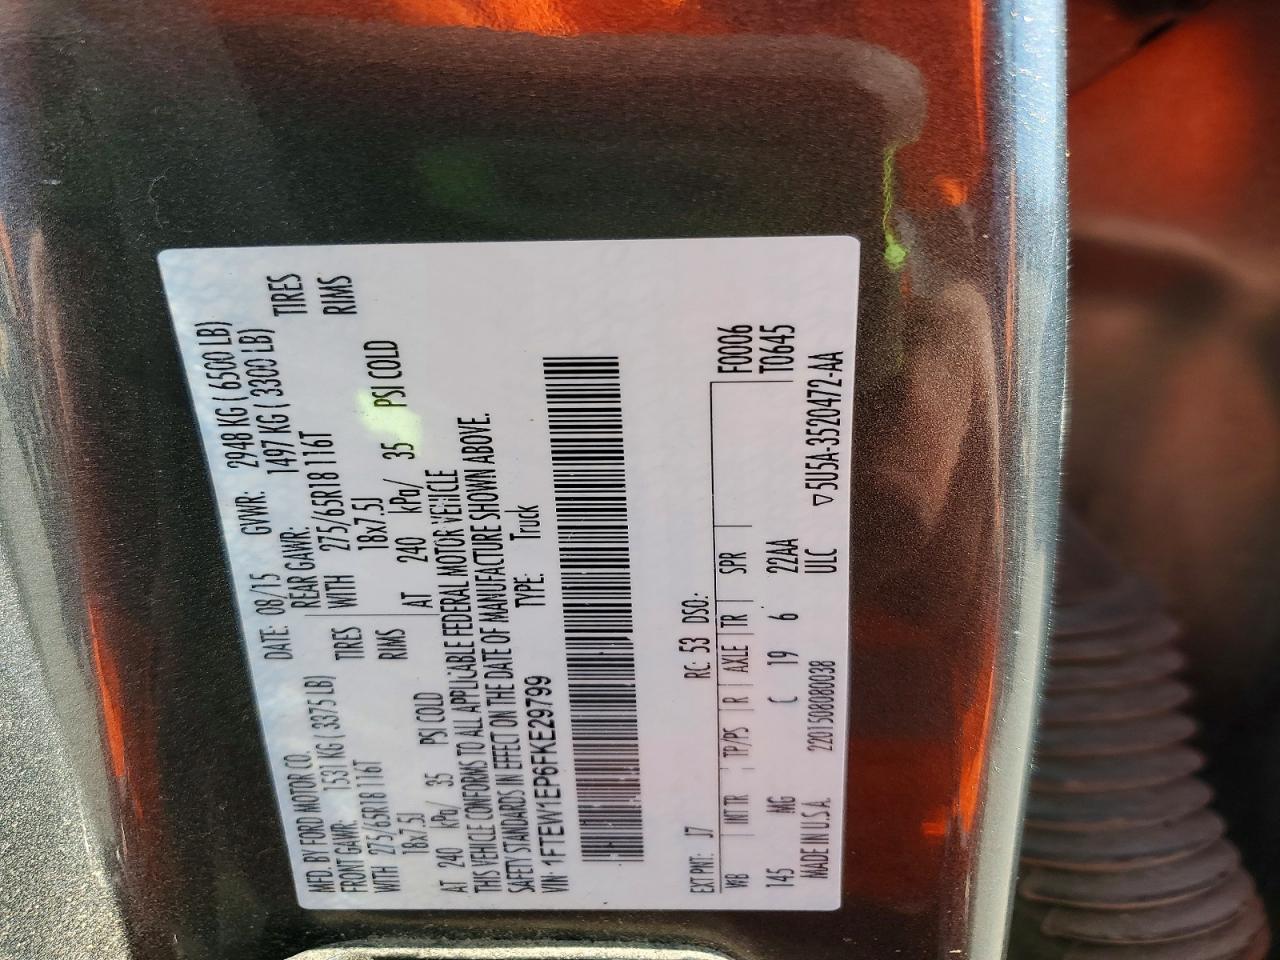 MFD. BY FORD MOTOR CO.
DATE: 08/15 GVWR: 2948 KG ( 6500 LB)
FRONT GAWR: 1531 KG ( 3375 LB) REAR GAWR: 1497 KG ( 3300 LB)
WITH 275/65R18 116T TIRES WITH 275/65R18 116T TIRES
18x7.5J RIMS 18x7.5J RIMS
AT 240 kPa/ 35 PSI COLD AT 240 kPa/ 35 PSI COLD
THIS VEHICLE CONFORMS TO ALL APPLICABLE FEDERAL MOTOR VEHICLE
SAFETY STANDARDS IN EFFECT ON THE DATE OF MANUFACTURE SHOWN ABOVE.
VIN: 1FTEW1EP6FKE29799 TYPE: Truck
EXT PNT: J7 RC: 53 DSO: F0006
WB INT TR TP/PS R AXLE TR SPR T0645
145 MG C 19 6 22AA
MADE IN U.S.A. 2201508080038 ULC ▽5U5A-3520472-AA